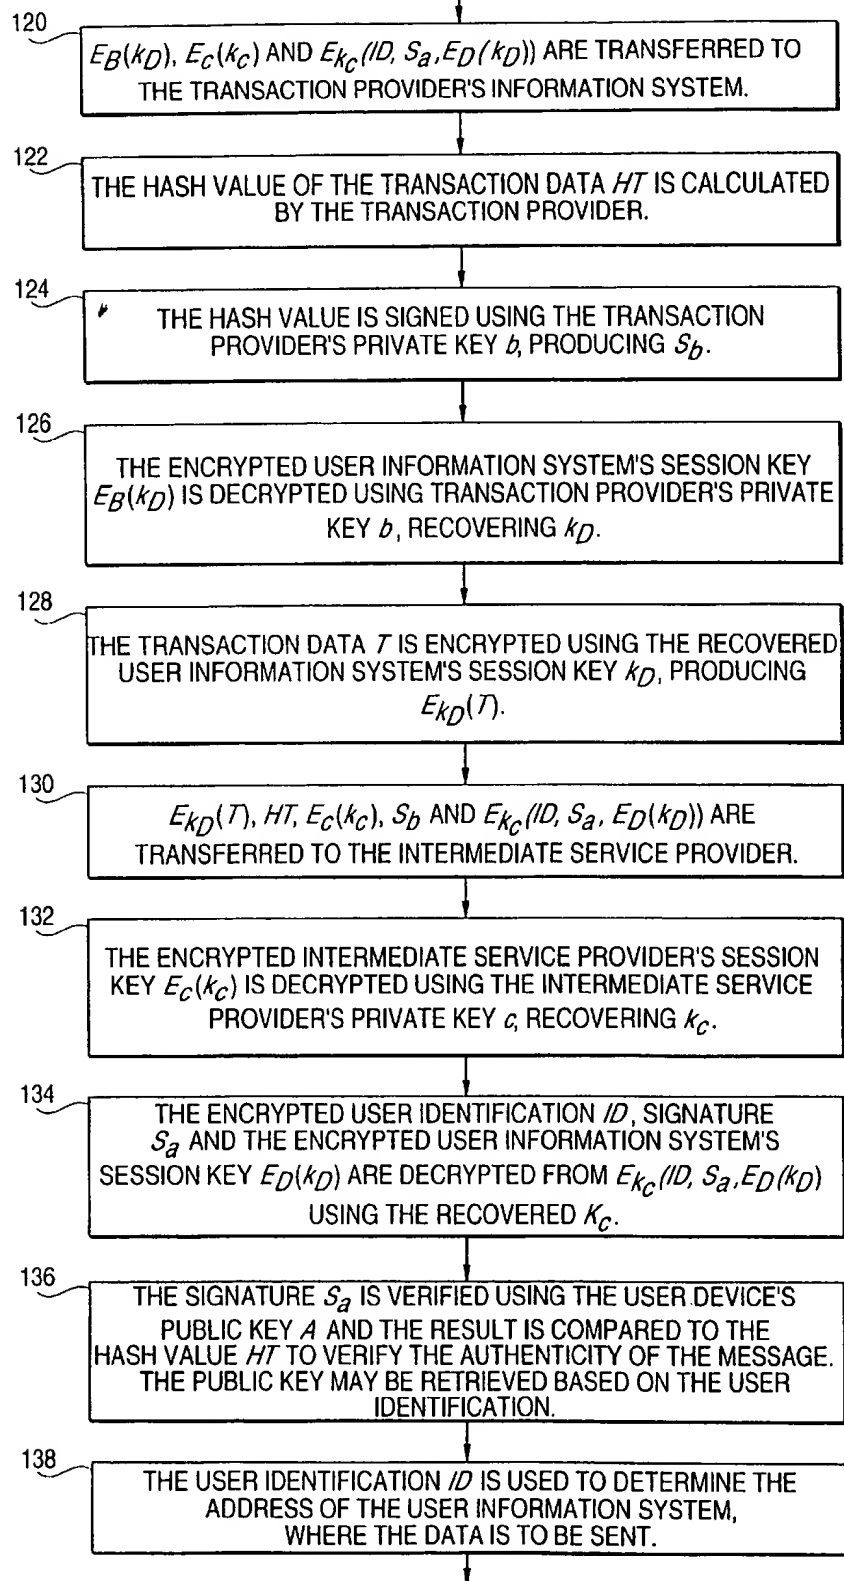 120
E_B(k_D), E_c(k_c) AND E_k_c(ID, S_a, E_D(k_D)) ARE TRANSFERRED TO
THE TRANSACTION PROVIDER'S INFORMATION SYSTEM.
122
THE HASH VALUE OF THE TRANSACTION DATA HT IS CALCULATED
BY THE TRANSACTION PROVIDER.
124
THE HASH VALUE IS SIGNED USING THE TRANSACTION
PROVIDER'S PRIVATE KEY b, PRODUCING S_b.
126
THE ENCRYPTED USER INFORMATION SYSTEM'S SESSION KEY
E_B(k_D) IS DECRYPTED USING TRANSACTION PROVIDER'S PRIVATE
KEY b, RECOVERING k_D.
128
THE TRANSACTION DATA T IS ENCRYPTED USING THE RECOVERED
USER INFORMATION SYSTEM'S SESSION KEY k_D, PRODUCING
E_k_D(T).
130
E_k_D(T), HT, E_c(k_c), S_b AND E_k_c(ID, S_a, E_D(k_D)) ARE
TRANSFERRED TO THE INTERMEDIATE SERVICE PROVIDER.
132
THE ENCRYPTED INTERMEDIATE SERVICE PROVIDER'S SESSION
KEY E_c(k_c) IS DECRYPTED USING THE INTERMEDIATE SERVICE
PROVIDER'S PRIVATE KEY c, RECOVERING k_c.
134
THE ENCRYPTED USER IDENTIFICATION ID, SIGNATURE
S_a AND THE ENCRYPTED USER INFORMATION SYSTEM'S
SESSION KEY E_D(k_D) ARE DECRYPTED FROM E_k_c(ID, S_a, E_D(k_D)
USING THE RECOVERED K_c.
136
THE SIGNATURE S_a IS VERIFIED USING THE USER DEVICE'S
PUBLIC KEY A AND THE RESULT IS COMPARED TO THE
HASH VALUE HT TO VERIFY THE AUTHENTICITY OF THE MESSAGE.
THE PUBLIC KEY MAY BE RETRIEVED BASED ON THE USER
IDENTIFICATION.
138
THE USER IDENTIFICATION ID IS USED TO DETERMINE THE
ADDRESS OF THE USER INFORMATION SYSTEM,
WHERE THE DATA IS TO BE SENT.